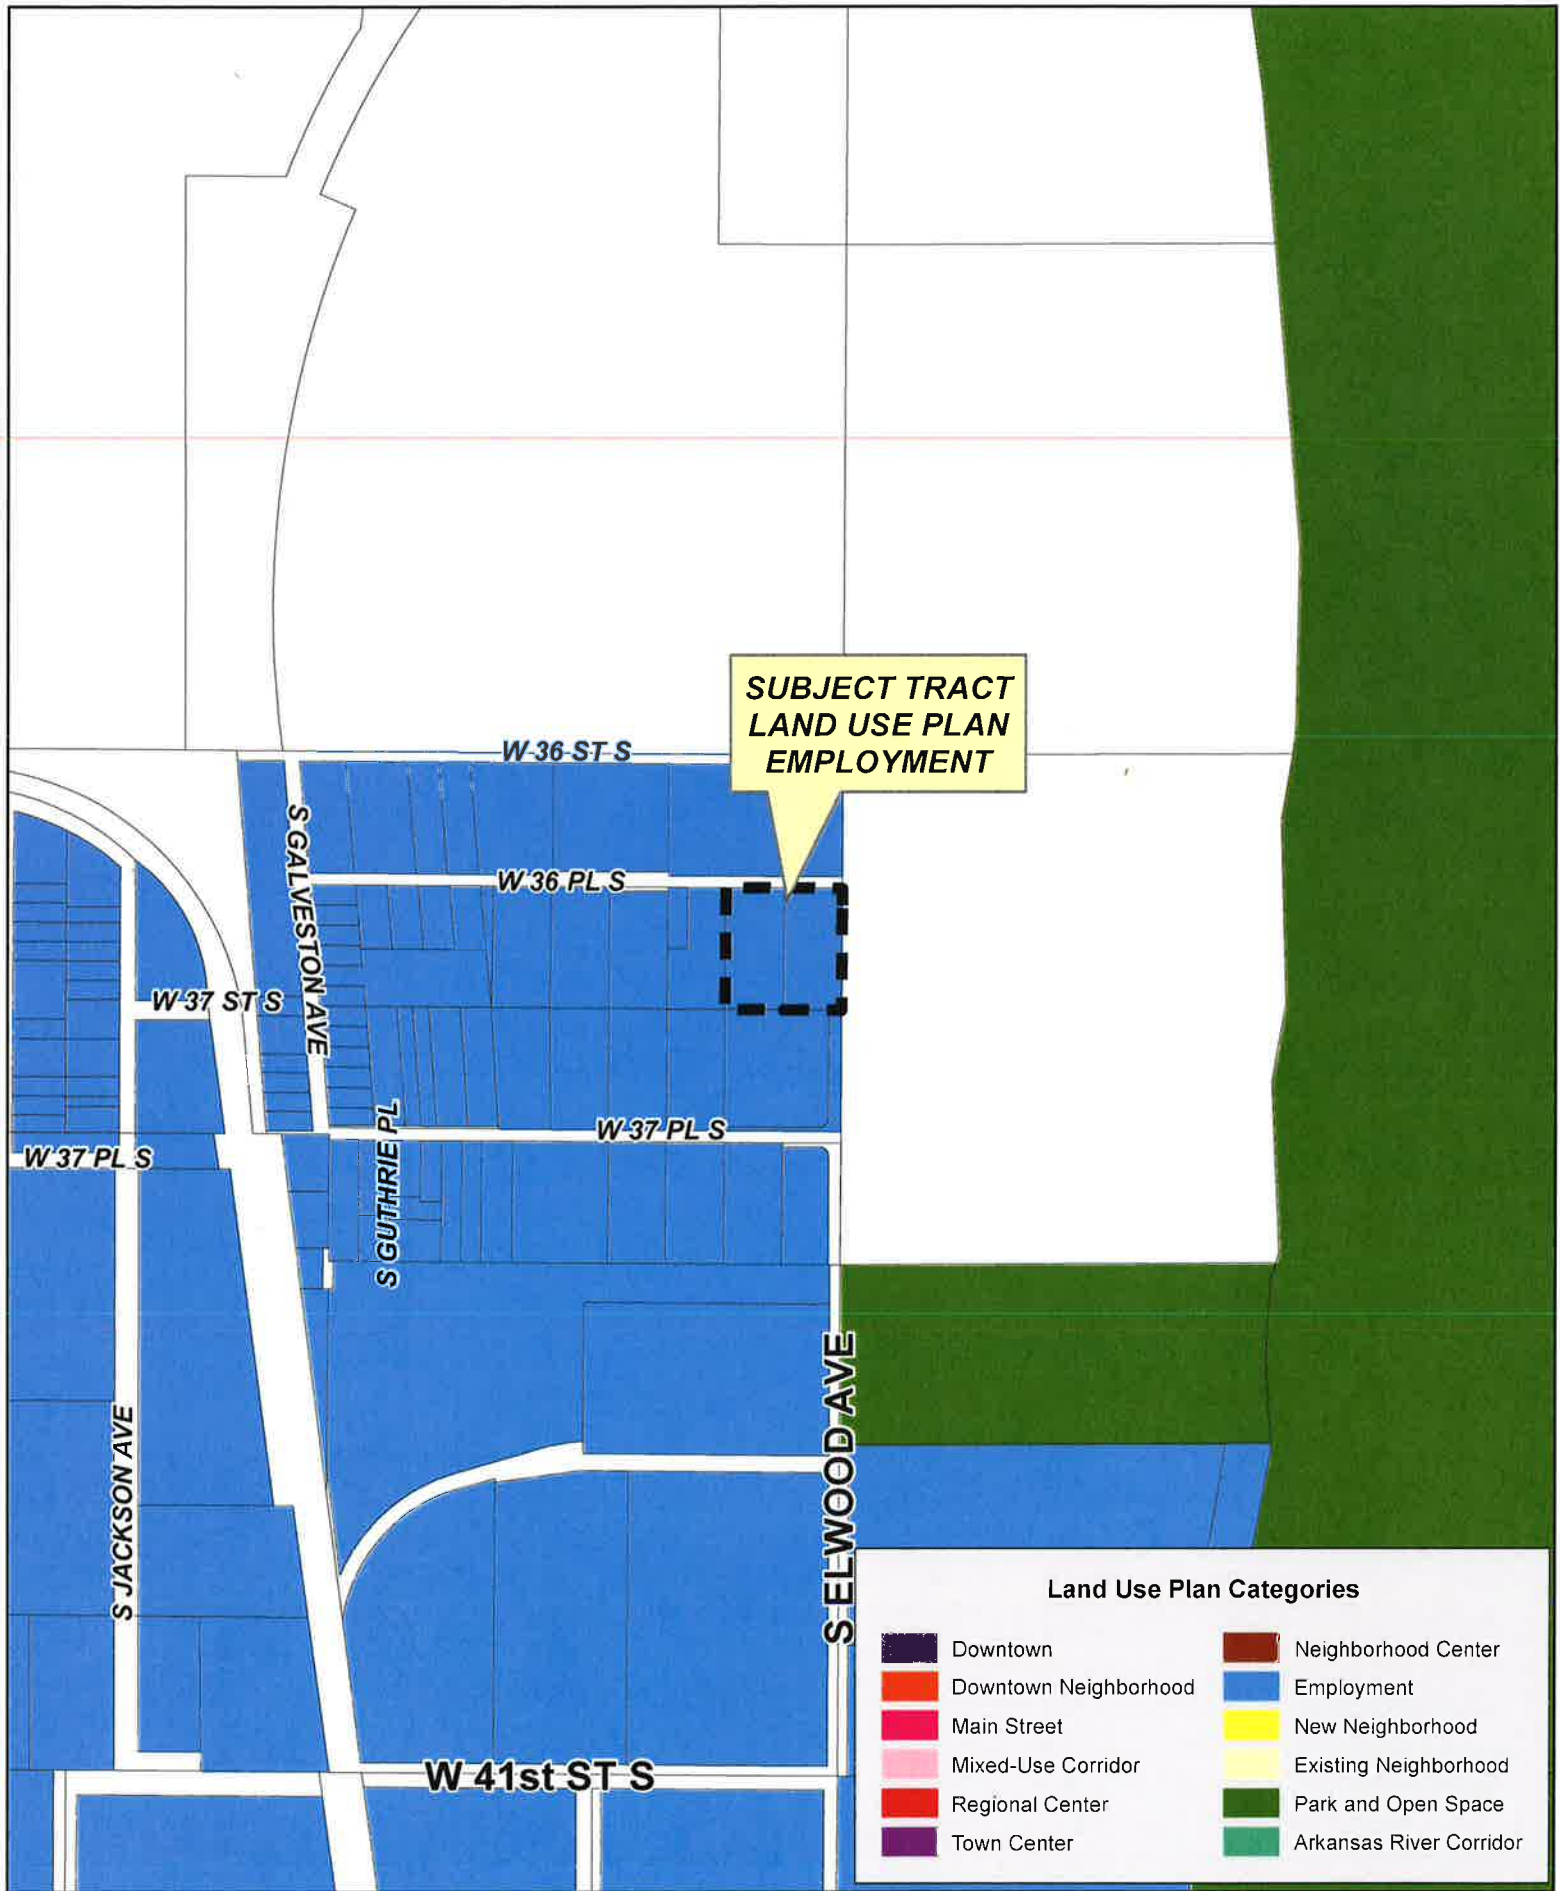 SUBJECT TRACT
LAND USE PLAN
EMPLOYMENT
W 36 ST S
S GALVESTON AVE
W 36 PL S
W 37 ST S
W 37 PL S
W 37 PL S
S GUTHRIE PL
S JACKSON AVE
S ELWOOD AVE
W 41st ST S
Land Use Plan Categories
Downtown
Downtown Neighborhood
Main Street
Mixed-Use Corridor
Regional Center
Town Center
Neighborhood Center
Employment
New Neighborhood
Existing Neighborhood
Park and Open Space
Arkansas River Corridor